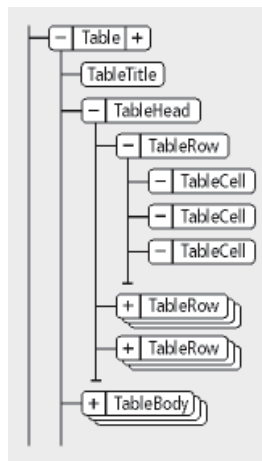 − Table +
TableTitle
− TableHead
− TableRow
− TableCell
− TableCell
− TableCell
+ TableRow
+ TableRow
+ TableBody